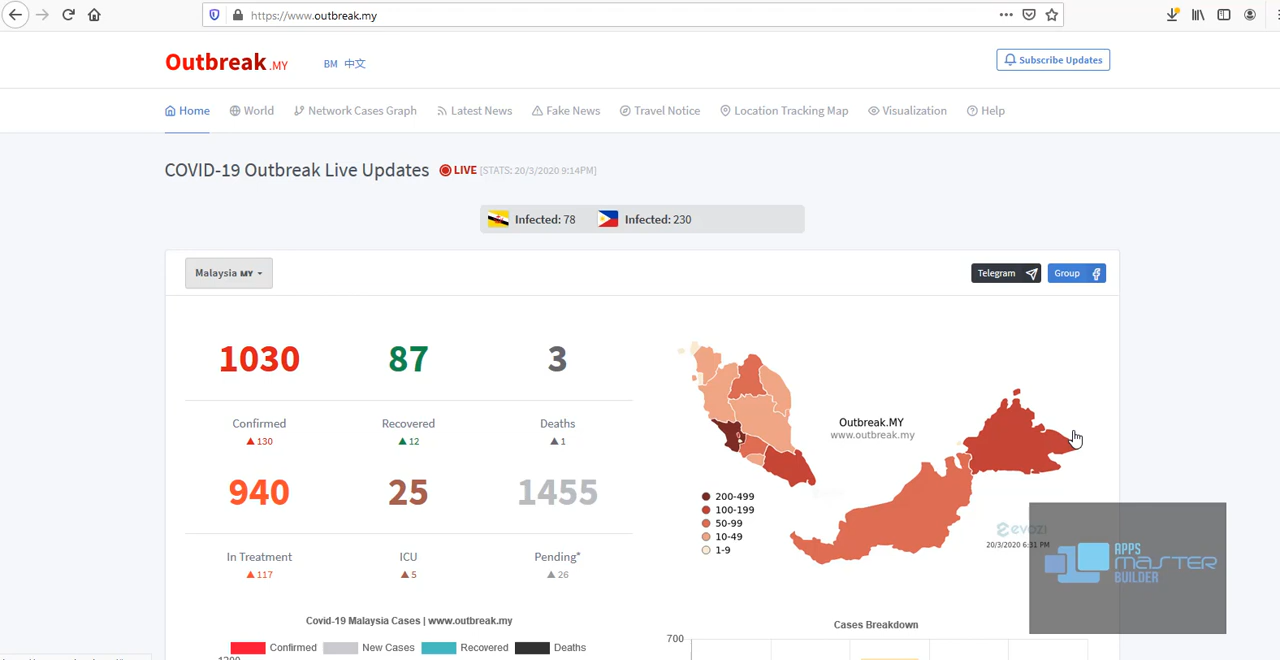 https://www.outbreak.my
Outbreak.MY
BM 中文
Subscribe Updates
Home World Network Cases Graph Latest News Fake News Travel Notice Location Tracking Map Visualization Help
COVID-19 Outbreak Live Updates LIVE [STATS: 20/3/2020 9:14PM]
Infected: 78 Infected: 230
Malaysia MY
Telegram Group
1030 87 3
Confirmed Recovered Deaths
130 12 1
940 25 1455
In Treatment ICU Pending*
117 5 26
Outbreak.MY
www.outbreak.my
200-499
100-199
50-99
10-49
1-9
evozi
20/3/2020 6:31 PM
APPS
MASTER
BUILDER
Covid-19 Malaysia Cases | www.outbreak.my
Confirmed New Cases Recovered Deaths
Cases Breakdown
700